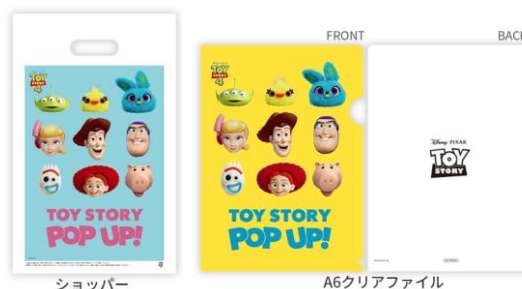 FRONT
BACK
TOY
STORY
4
TOY
STORY
4
TOY STORY
POP UP!
TOY STORY
POP UP!
Disney PIXAR
TOY
STORY
ショッパー
A6クリアファイル